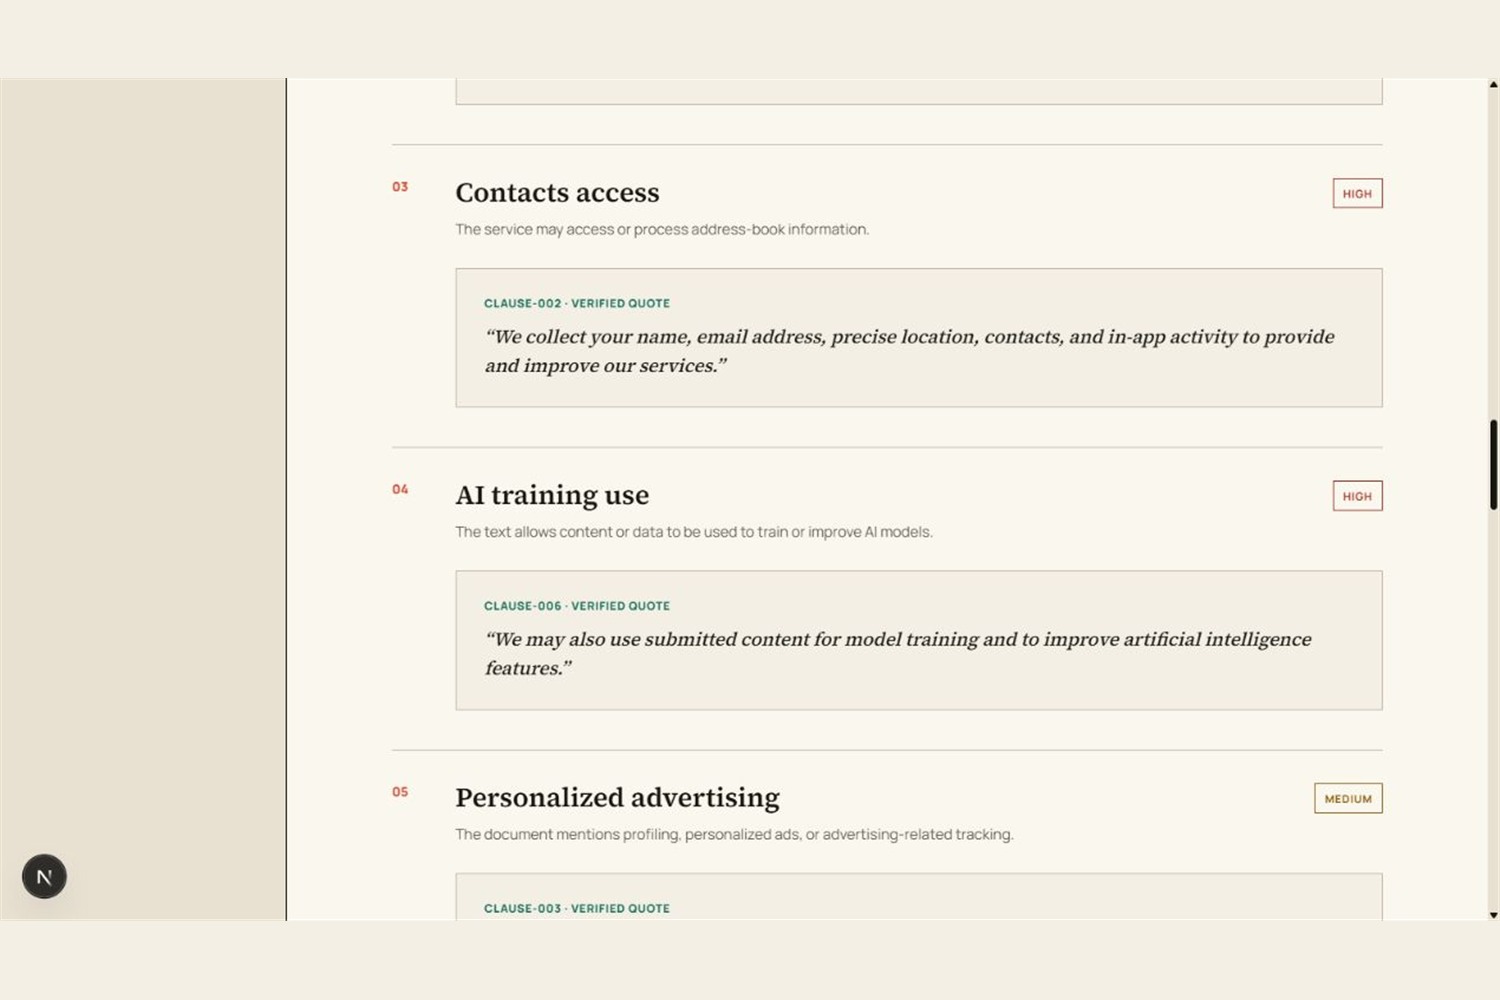 03
Contacts access
HIGH
The service may access or process address-book information.
CLAUSE-002 · VERIFIED QUOTE
“We collect your name, email address, precise location, contacts, and in-app activity to provide
and improve our services.”
04
AI training use
HIGH
The text allows content or data to be used to train or improve AI models.
CLAUSE-006 · VERIFIED QUOTE
“We may also use submitted content for model training and to improve artificial intelligence
features.”
05
Personalized advertising
MEDIUM
The document mentions profiling, personalized ads, or advertising-related tracking.
CLAUSE-003 · VERIFIED QUOTE
N